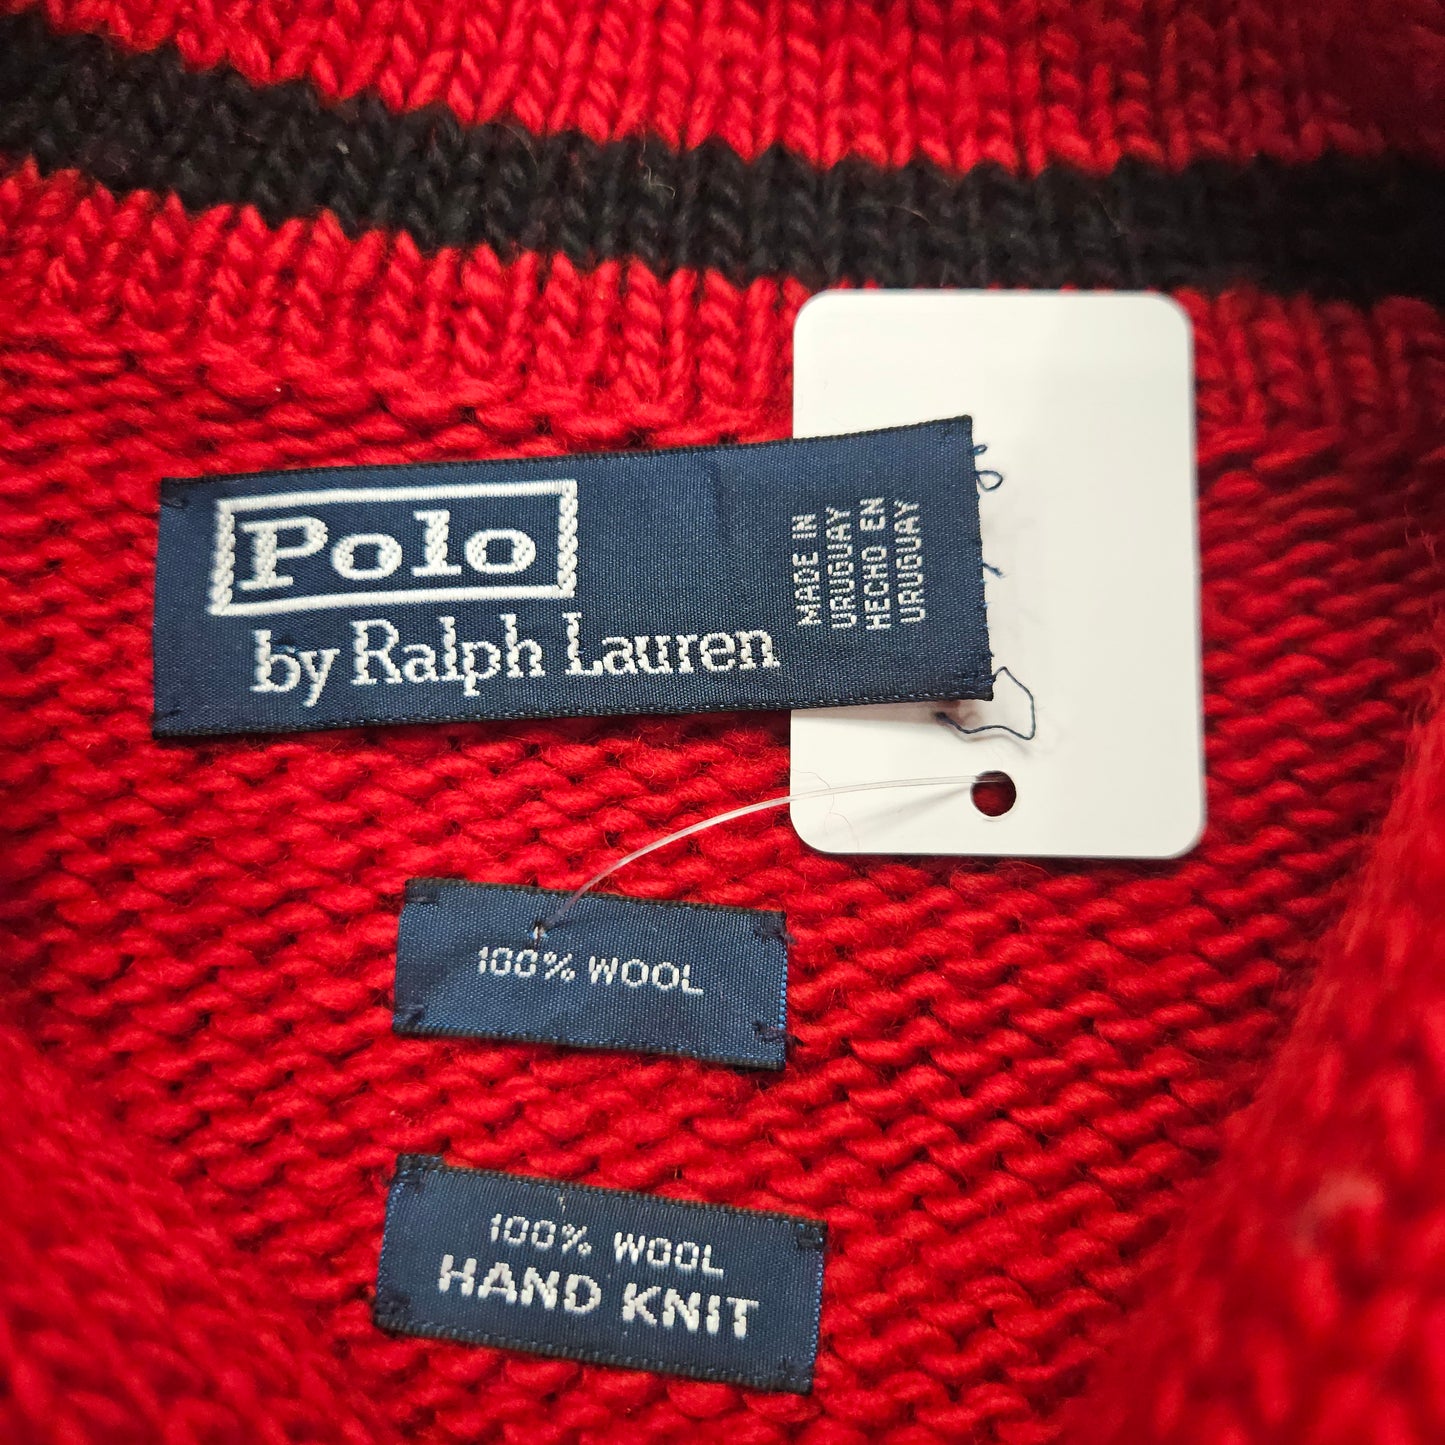 Polo
by Ralph Lauren
MADE IN
URUGUAY
HECHO EN
URUGUAY
100% WOOL
100% WOOL
HAND KNIT